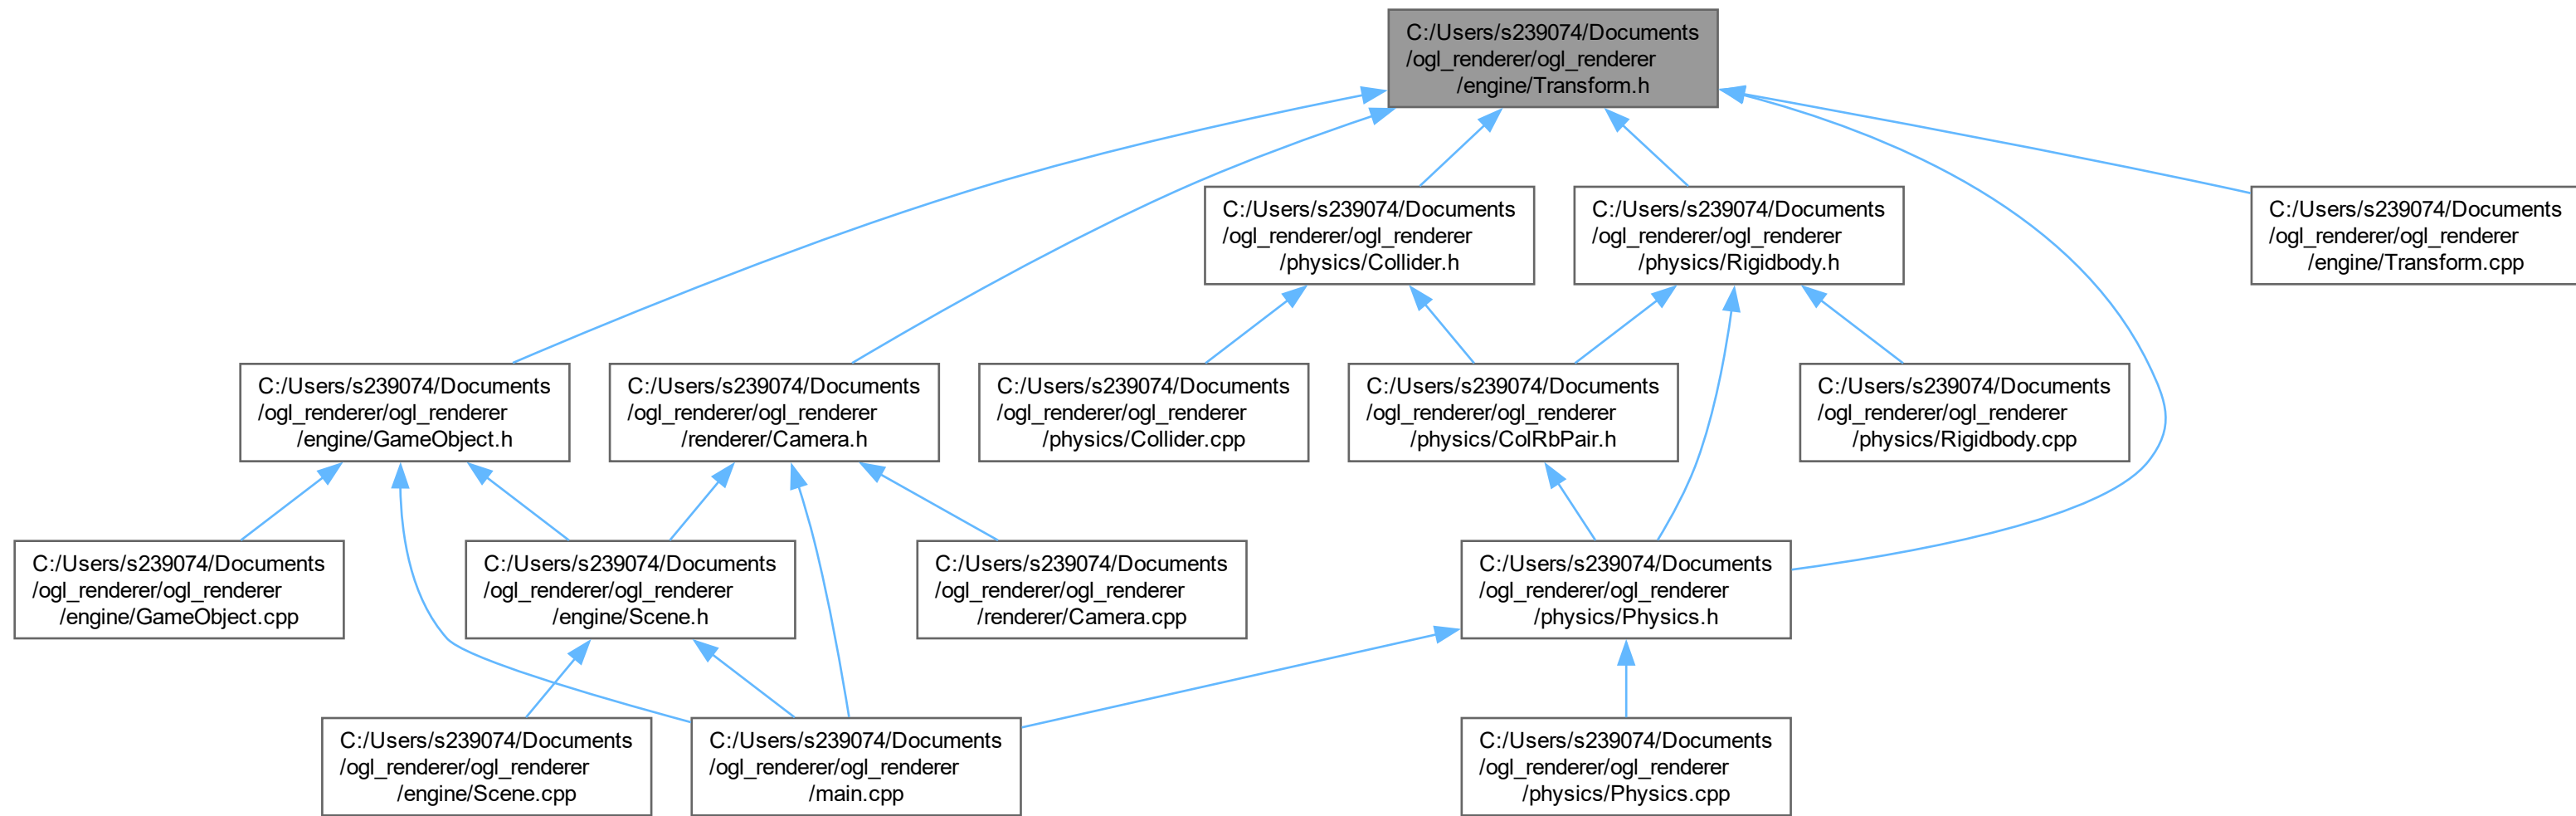 C:/Users/s239074/Documents
/ogl_renderer/ogl_renderer
/engine/Transform.h
C:/Users/s239074/Documents
/ogl_renderer/ogl_renderer
/physics/Collider.h
C:/Users/s239074/Documents
/ogl_renderer/ogl_renderer
/physics/Rigidbody.h
C:/Users/s239074/Documents
/ogl_renderer/ogl_renderer
/engine/Transform.cpp
C:/Users/s239074/Documents
/ogl_renderer/ogl_renderer
/engine/GameObject.h
C:/Users/s239074/Documents
/ogl_renderer/ogl_renderer
/renderer/Camera.h
C:/Users/s239074/Documents
/ogl_renderer/ogl_renderer
/physics/Collider.cpp
C:/Users/s239074/Documents
/ogl_renderer/ogl_renderer
/physics/ColRbPair.h
C:/Users/s239074/Documents
/ogl_renderer/ogl_renderer
/physics/Rigidbody.cpp
C:/Users/s239074/Documents
/ogl_renderer/ogl_renderer
/engine/GameObject.cpp
C:/Users/s239074/Documents
/ogl_renderer/ogl_renderer
/engine/Scene.h
C:/Users/s239074/Documents
/ogl_renderer/ogl_renderer
/renderer/Camera.cpp
C:/Users/s239074/Documents
/ogl_renderer/ogl_renderer
/physics/Physics.h
C:/Users/s239074/Documents
/ogl_renderer/ogl_renderer
/engine/Scene.cpp
C:/Users/s239074/Documents
/ogl_renderer/ogl_renderer
/main.cpp
C:/Users/s239074/Documents
/ogl_renderer/ogl_renderer
/physics/Physics.cpp